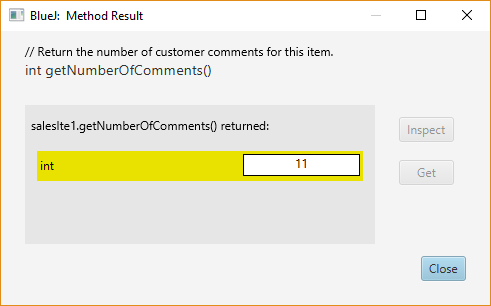 BlueJ:  Method Result
// Return the number of customer comments for this item.
int getNumberOfComments()
salesIte1.getNumberOfComments() returned:
int
11
Inspect
Get
Close